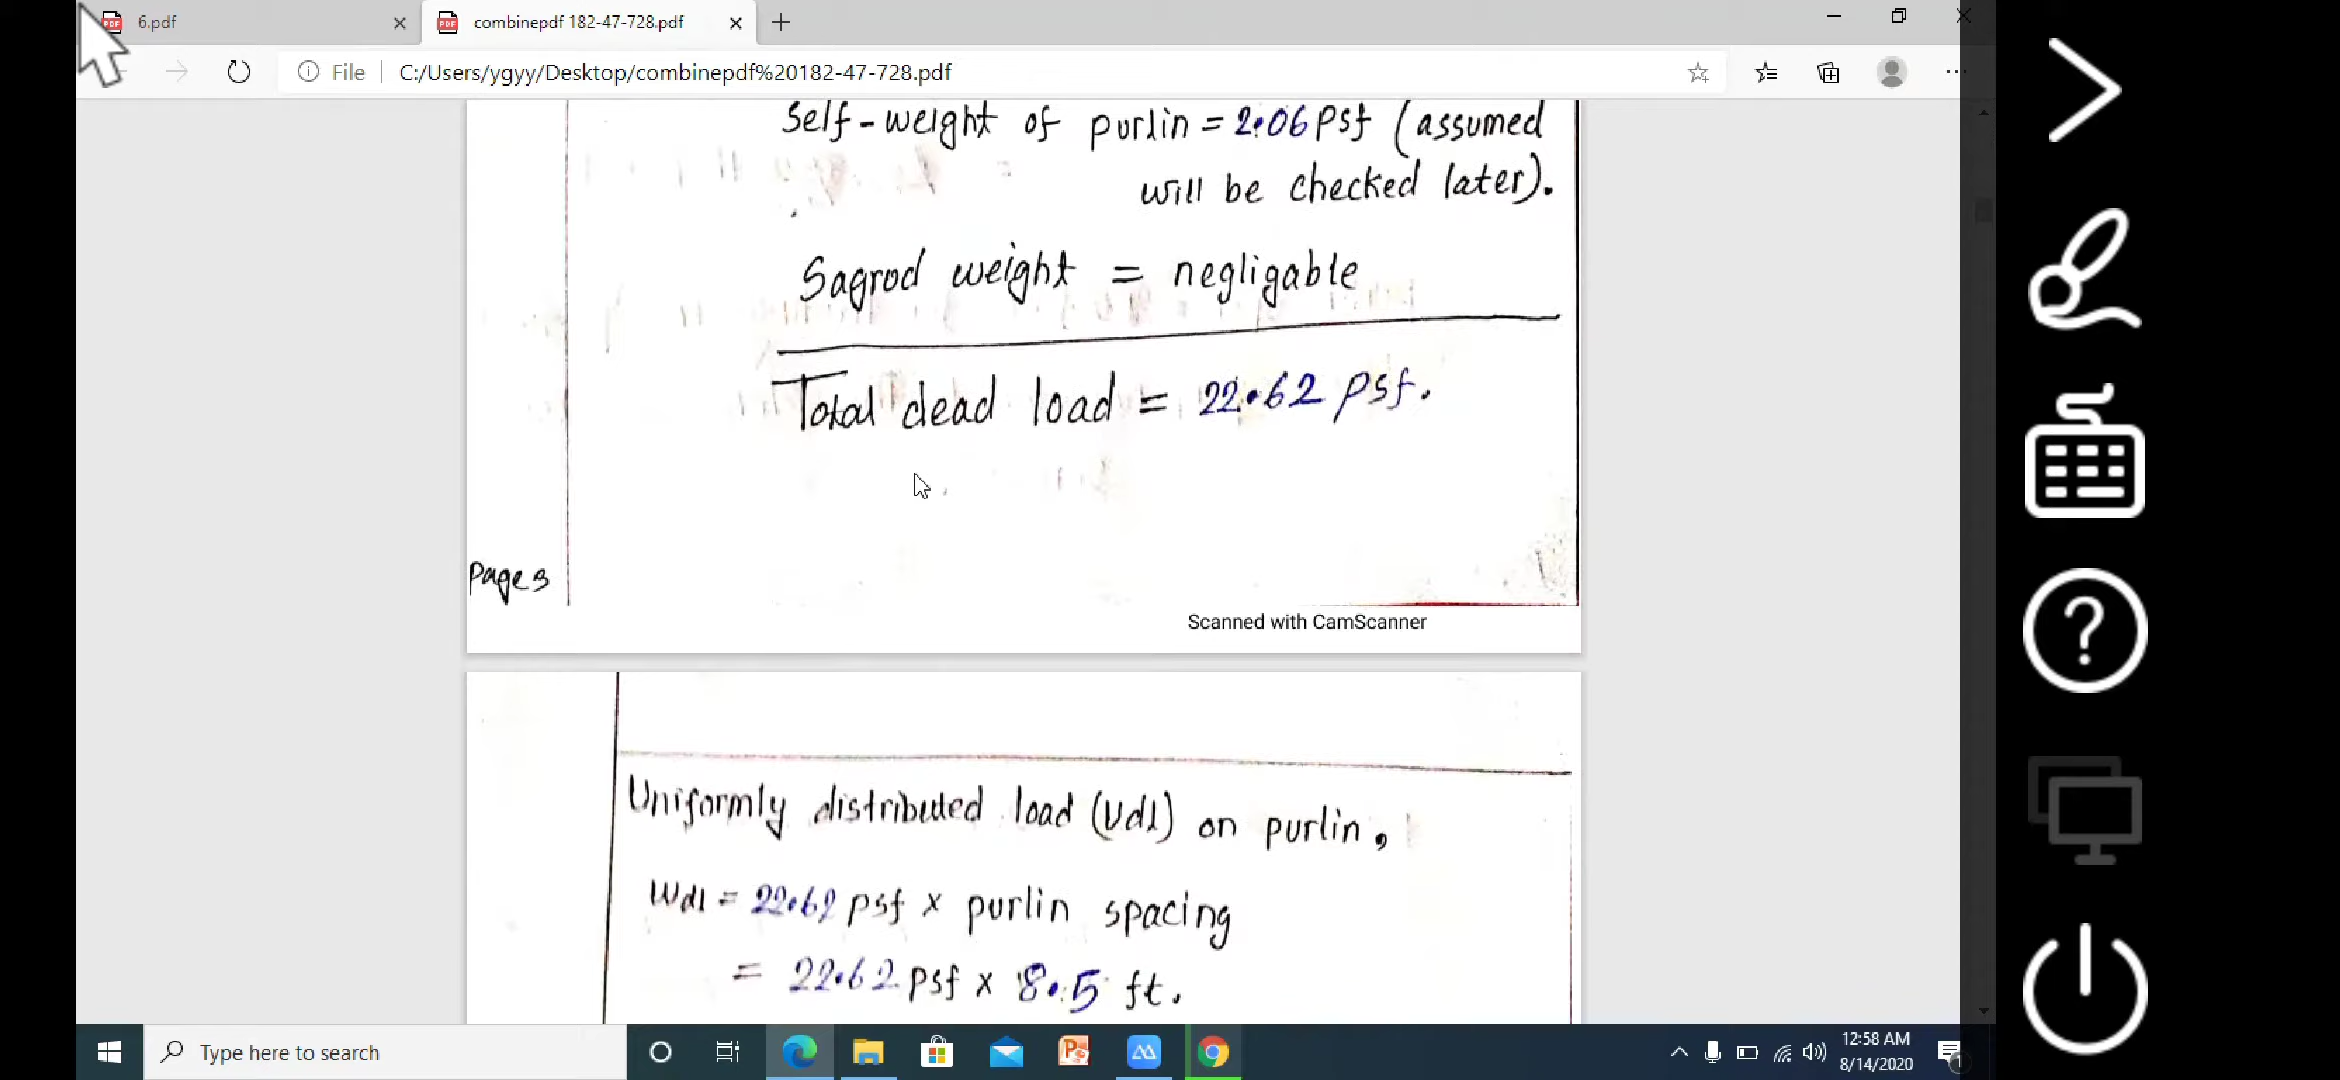 6.pdf
combinepdf 182-47-728.pdf
File
C:/Users/ygyy/Desktop/combinepdf%20182-47-728.pdf
Self-weight of purlin = 2.06 Psf (assumed
will be checked later).
Sagrod weight = negligable
Total dead load = 22.62 psf.
Page 3
Scanned with CamScanner
Uniformly distributed load (Udl) on purlin,
Wdl = 22.62 psf x purlin spacing
= 22.62 psf x 8.5 ft.
Type here to search
12:58 AM
8/14/2020
1